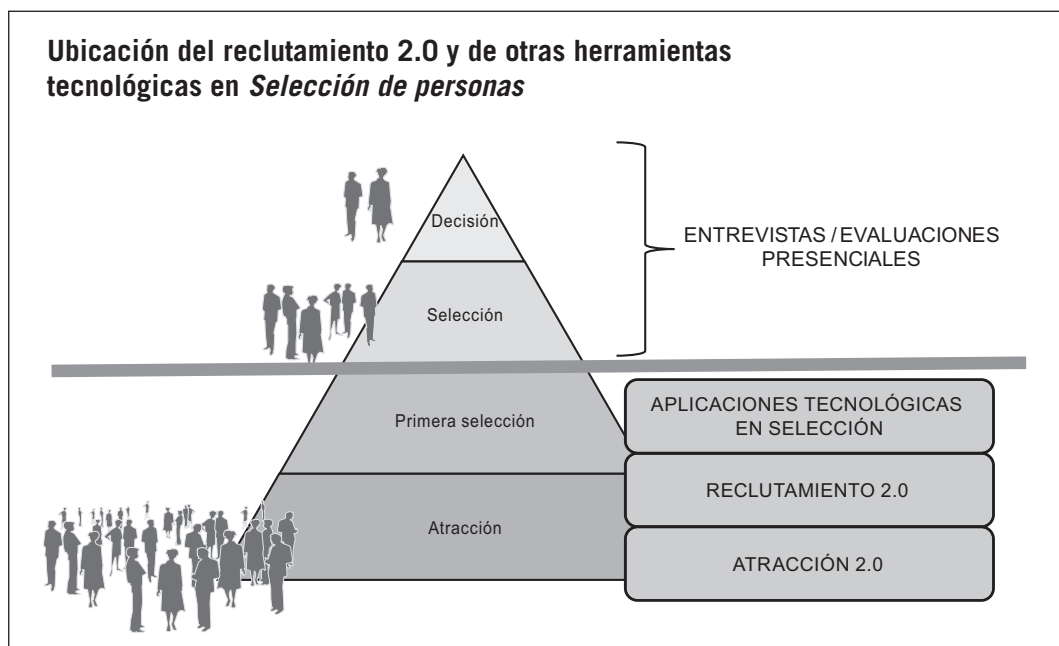 Ubicación del reclutamiento 2.0 y de otras herramientas
tecnológicas en Selección de personas
Decisión
ENTREVISTAS / EVALUACIONES
PRESENCIALES
Selección
Primera selección
APLICACIONES TECNOLÓGICAS
EN SELECCIÓN
RECLUTAMIENTO 2.0
Atracción
ATRACCIÓN 2.0